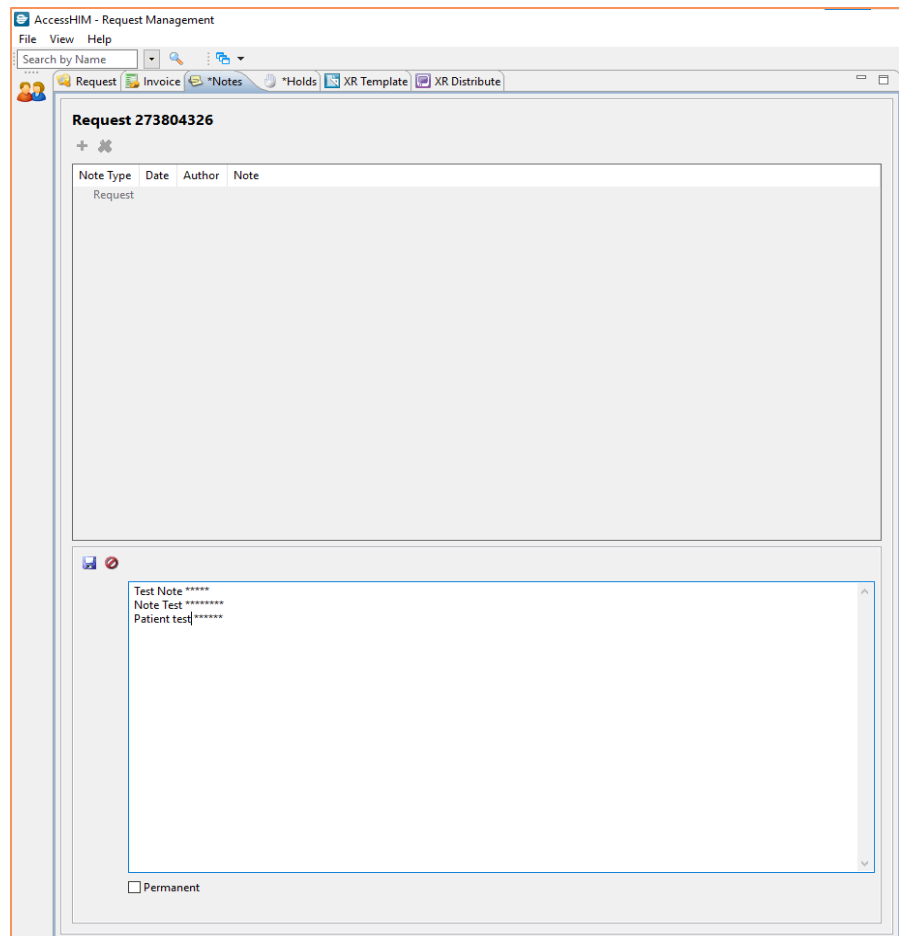 AccessHIM - Request Management
File View Help
Search by Name
Request Invoice *Notes *Holds XR Template XR Distribute
Request 273804326
Note Type Date Author Note
Request
Test Note *****
Note Test ********
Patient test ******
Permanent